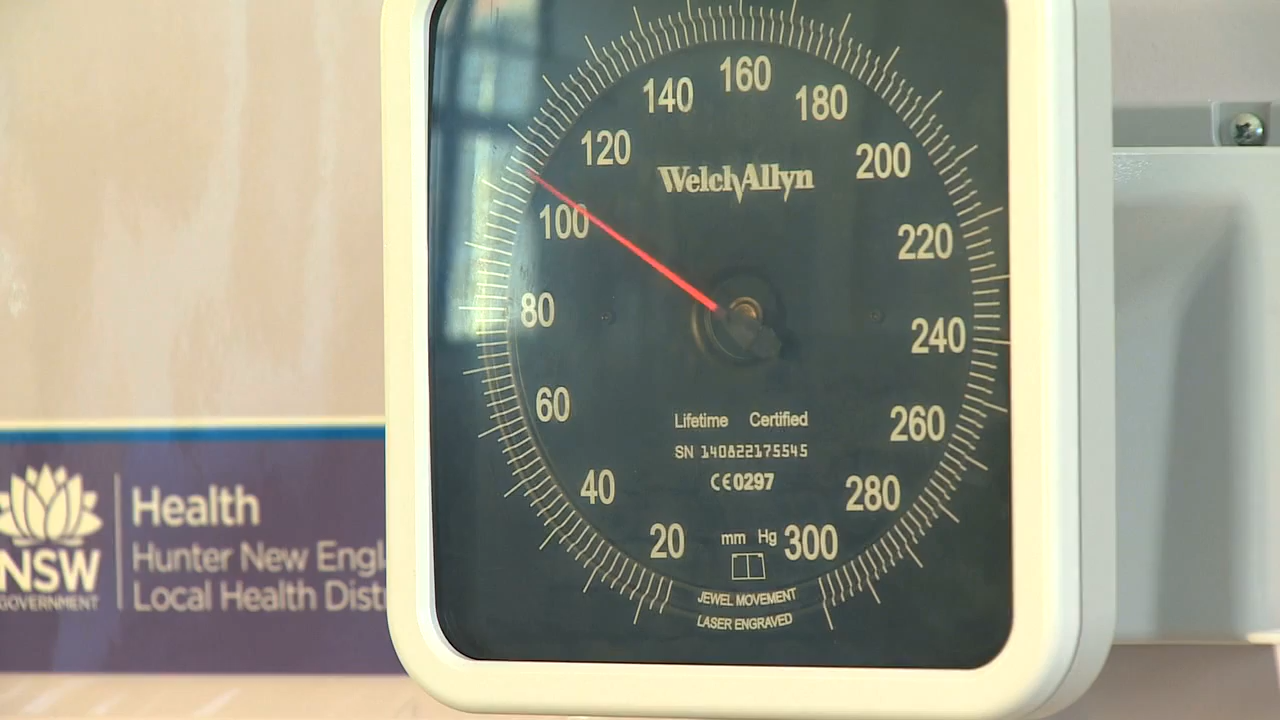 160
140
180
120
200
WelchAllyn
100
220
80
240
60
260
Lifetime Certified
SN 140822175545
CE0297
40
280
20
mm Hg
300
JEWEL MOVEMENT
LASER ENGRAVED
NSW
GOVERNMENT
Health
Hunter New Engl
Local Health Dist